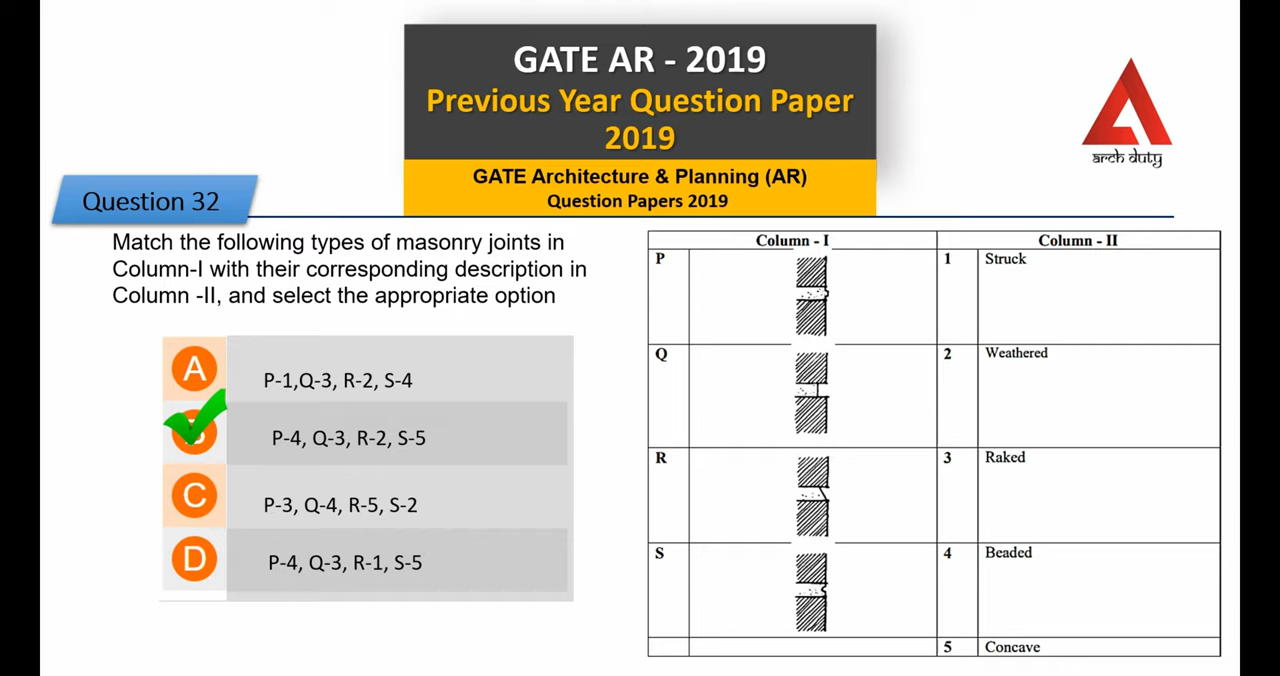 GATE AR - 2019
Previous Year Question Paper
2019
GATE Architecture & Planning (AR)
Question Papers 2019
arch duty
Question 32
Match the following types of masonry joints in
Column-I with their corresponding description in
Column -II, and select the appropriate option
A P-1,Q-3, R-2, S-4
B P-4, Q-3, R-2, S-5
C P-3, Q-4, R-5, S-2
D P-4, Q-3, R-1, S-5
Column - I Column - II
P 1 Struck
Q 2 Weathered
R 3 Raked
S 4 Beaded
5 Concave